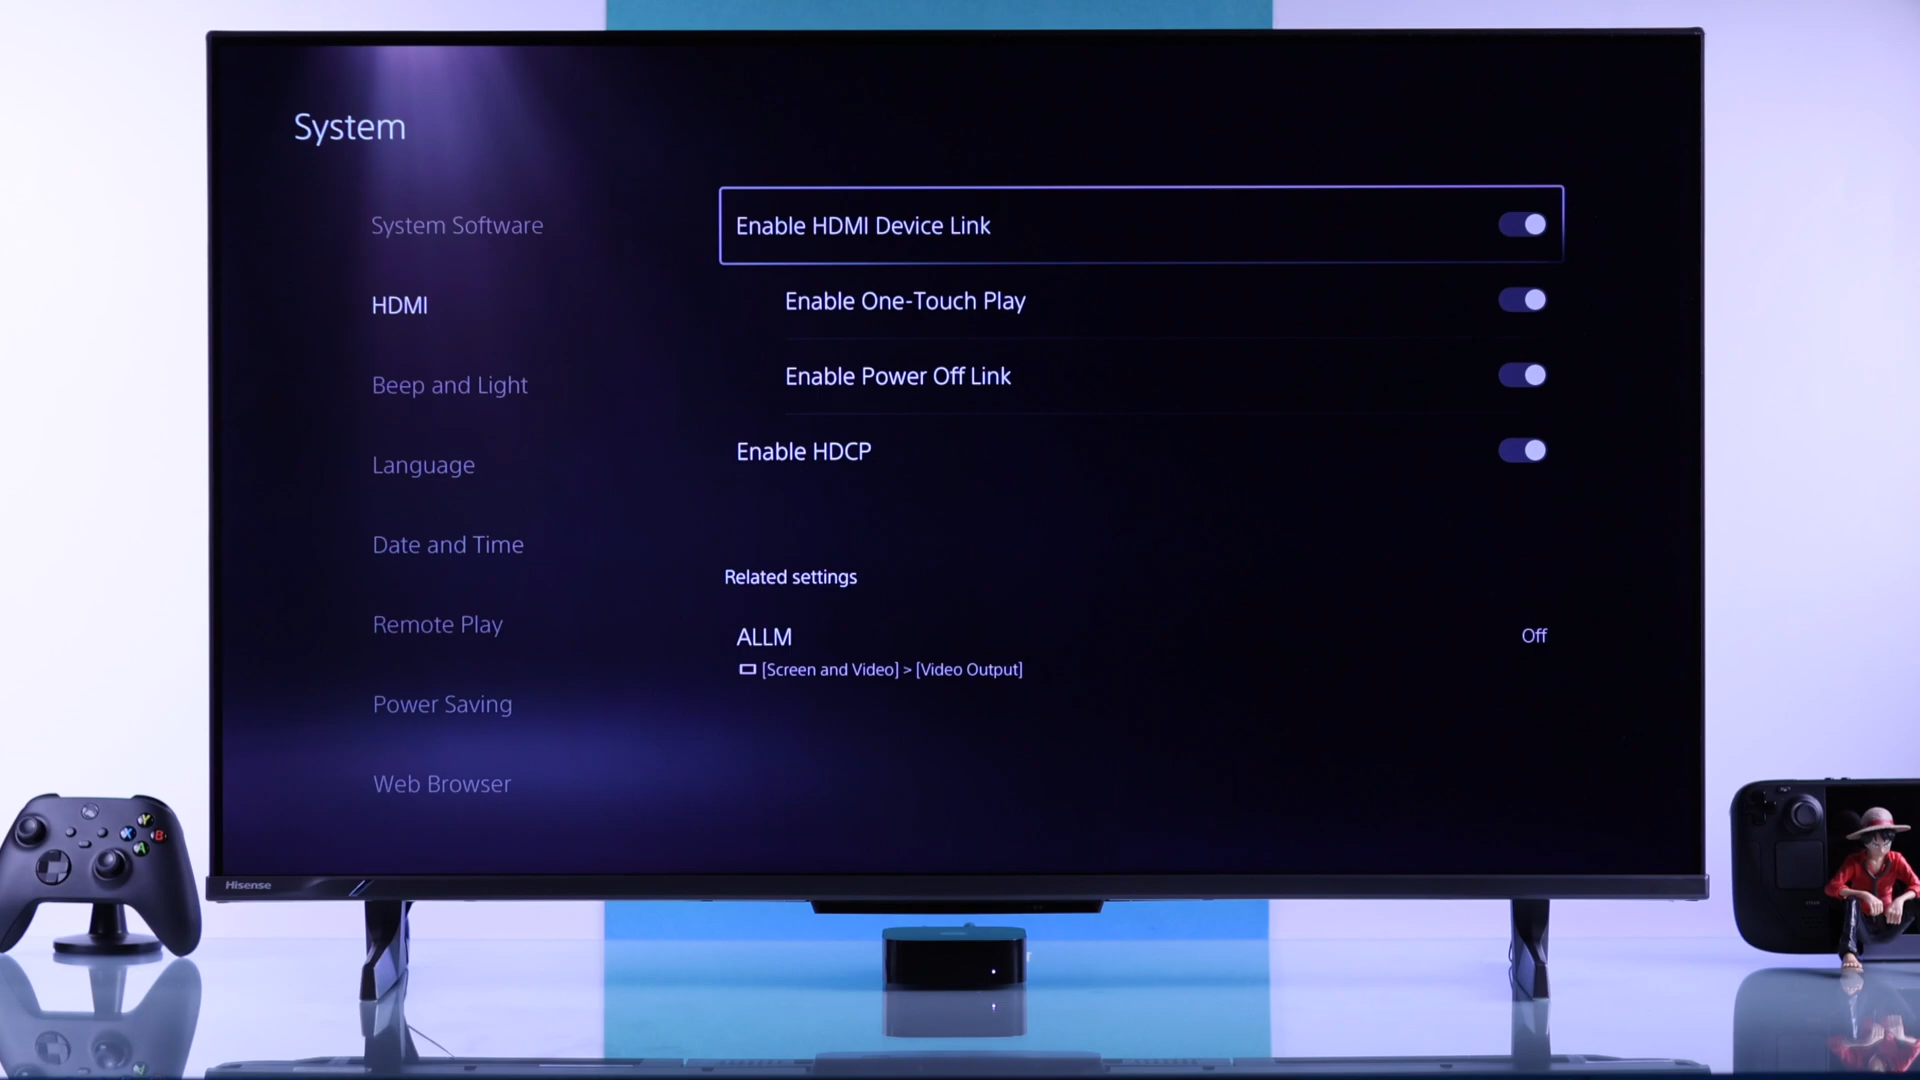 System
System Software
HDMI
Beep and Light
Language
Date and Time
Remote Play
Power Saving
Web Browser
Enable HDMI Device Link
Enable One-Touch Play
Enable Power Off Link
Enable HDCP
Related settings
ALLM
Off
[Screen and Video] > [Video Output]
Hisense
Y
X
B
A